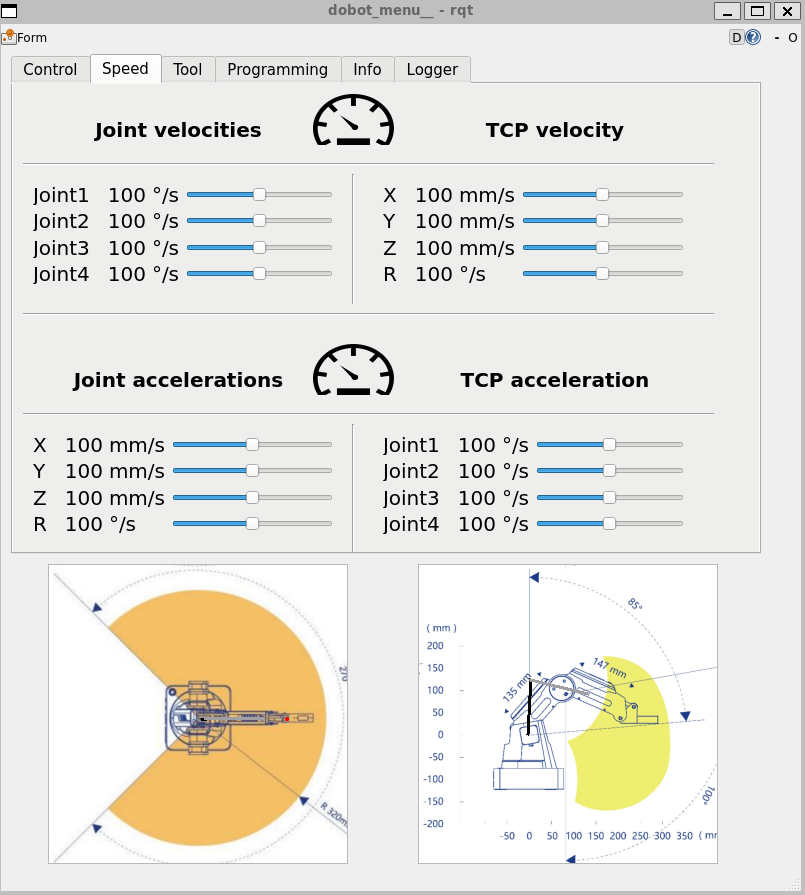 dobot_menu__ - rqt
Form
D ? - O
Control Speed Tool Programming Info Logger
Joint velocities
TCP velocity
Joint1 100 °/s
Joint2 100 °/s
Joint3 100 °/s
Joint4 100 °/s
X 100 mm/s
Y 100 mm/s
Z 100 mm/s
R 100 °/s
Joint accelerations
TCP acceleration
X 100 mm/s
Y 100 mm/s
Z 100 mm/s
R 100 °/s
Joint1 100 °/s
Joint2 100 °/s
Joint3 100 °/s
Joint4 100 °/s
270
R 320m
( mm )
200
150
100
50
0
-50
-100
-150
-200
85°
147 mm
135 mm
100°
-50 0 50 100 150 200 250 300 350 ( mm